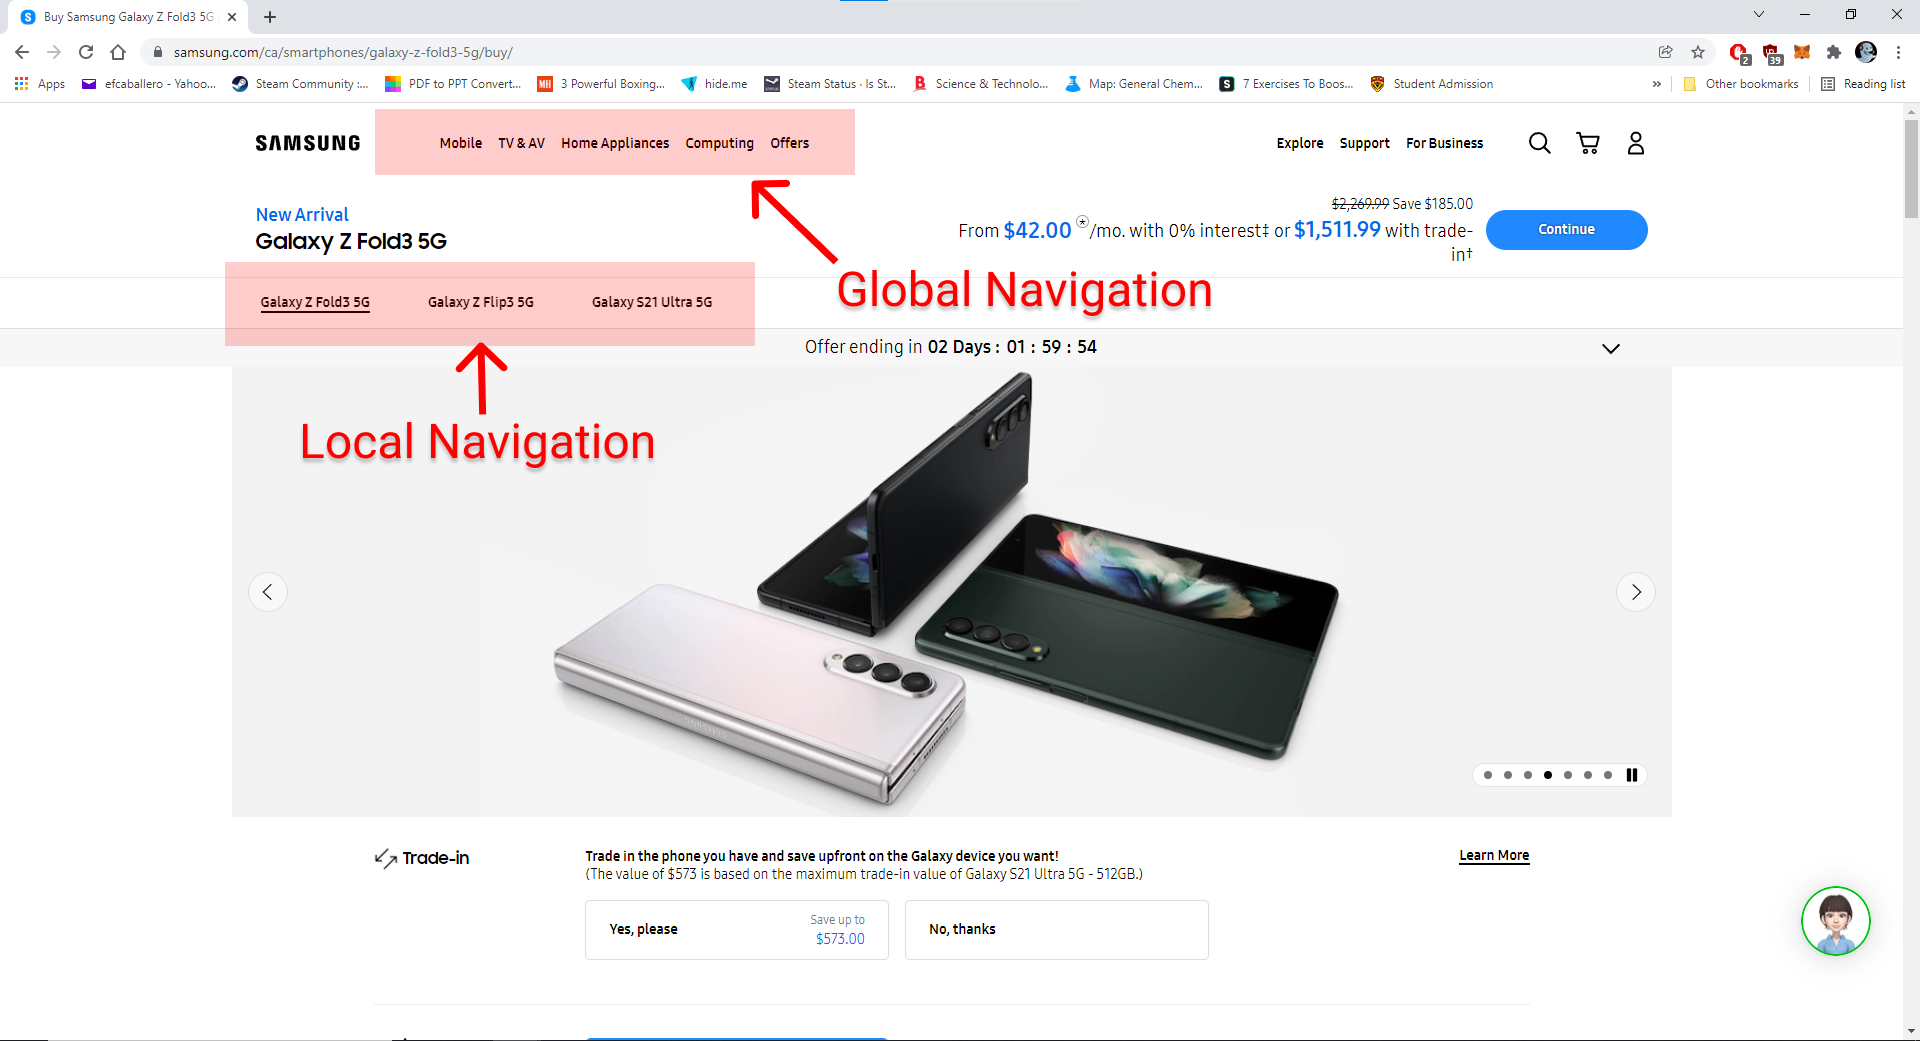 Buy Samsung Galaxy Z Fold3 5G
samsung.com/ca/smartphones/galaxy-z-fold3-5g/buy/
2
39
Apps
efcaballero - Yahoo...
Steam Community :...
PDF to PPT Convert...
MH
3 Powerful Boxing...
hide.me
Steam Status · Is St...
Science & Technolo...
Map: General Chem...
7 Exercises To Boos...
Student Admission
»
Other bookmarks
Reading list
SAMSUNG
Mobile TV & AV Home Appliances Computing Offers
Explore Support For Business
New Arrival
Galaxy Z Fold3 5G
$2,269.99 Save $185.00
From $42.00 ⊛/mo. with 0% interest‡ or $1,511.99 with trade-
in†
Continue
Global Navigation
Galaxy Z Fold3 5G Galaxy Z Flip3 5G Galaxy S21 Ultra 5G
Offer ending in 02 Days : 01 : 59 : 54
Local Navigation
SAMSUNG
Trade-in
Trade in the phone you have and save upfront on the Galaxy device you want!
(The value of $573 is based on the maximum trade-in value of Galaxy S21 Ultra 5G - 512GB.)
Learn More
Yes, please
Save up to
$573.00
No, thanks